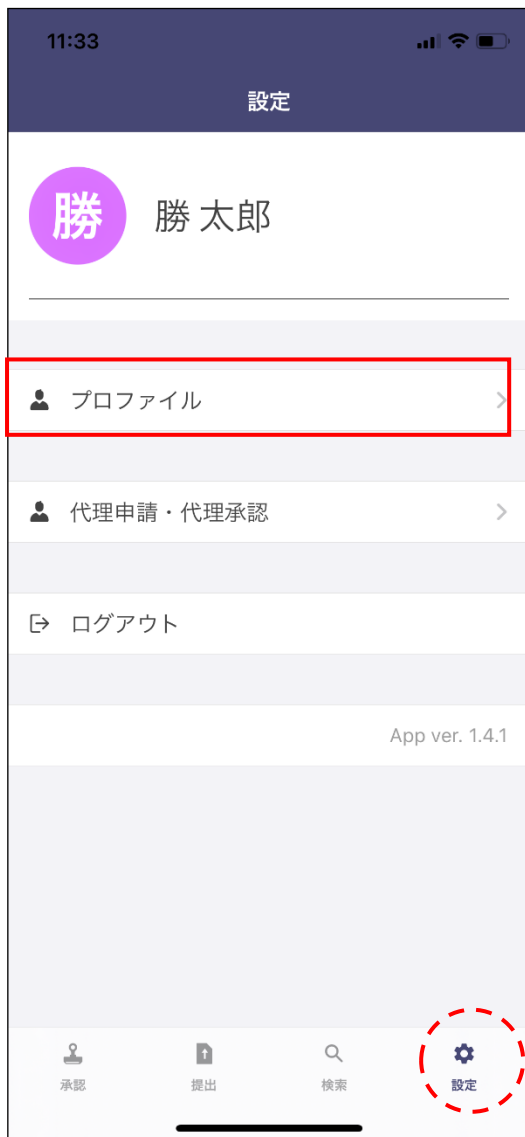 11:33
設定
勝 勝 太郎
プロファイル
代理申請・代理承認
ログアウト
App ver. 1.4.1
承認 提出 検索 設定